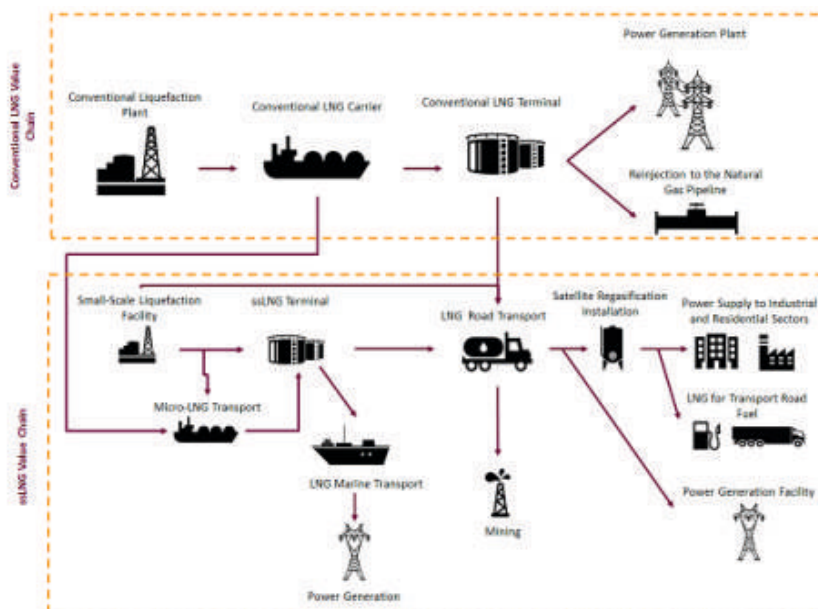 Conventional LNG Value
Chain
Conventional Liquefaction
Plant
Conventional LNG Carrier
Conventional LNG Terminal
Power Generation Plant
Reinjection to the Natural
Gas Pipeline
ssLNG Value Chain
Small-Scale Liquefaction
Facility
ssLNG Terminal
LNG Road Transport
Satellite Regasification
Installation
Power Supply to Industrial
and Residential Sectors
Micro-LNG Transport
LNG for Transport Road
Fuel
LNG Marine Transport
Mining
Power Generation Facility
Power Generation